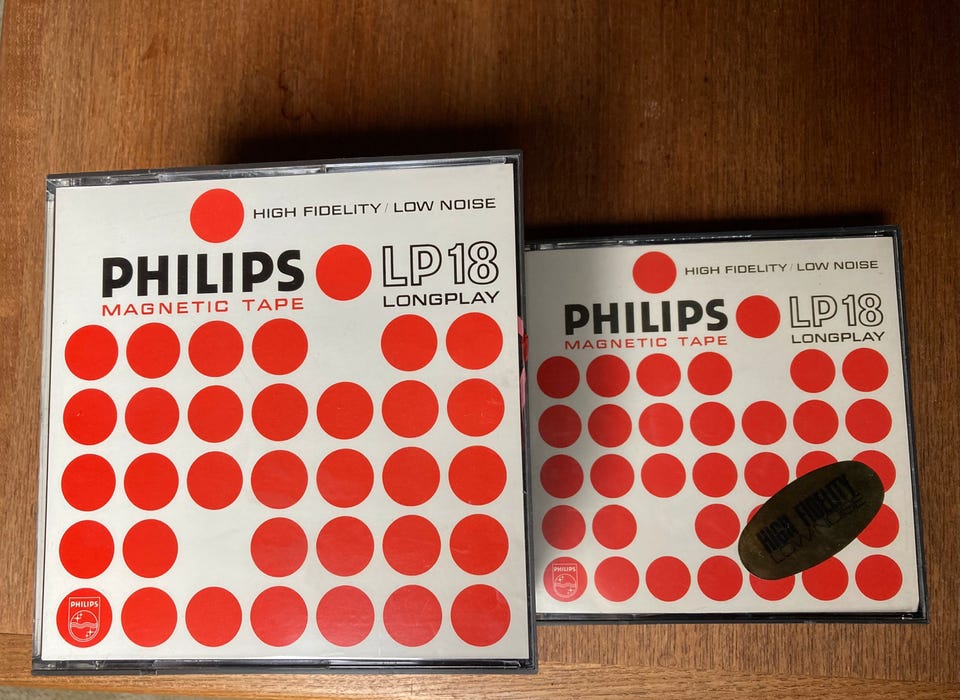 HIGH FIDELITY / LOW NOISE
PHILIPS LP18
MAGNETIC TAPE LONGPLAY
PHILIPS
HIGH FIDELITY / LOW NOISE
PHILIPS LP18
MAGNETIC TAPE LONGPLAY
HIGH FIDELITY
LOW NOISE
PHILIPS